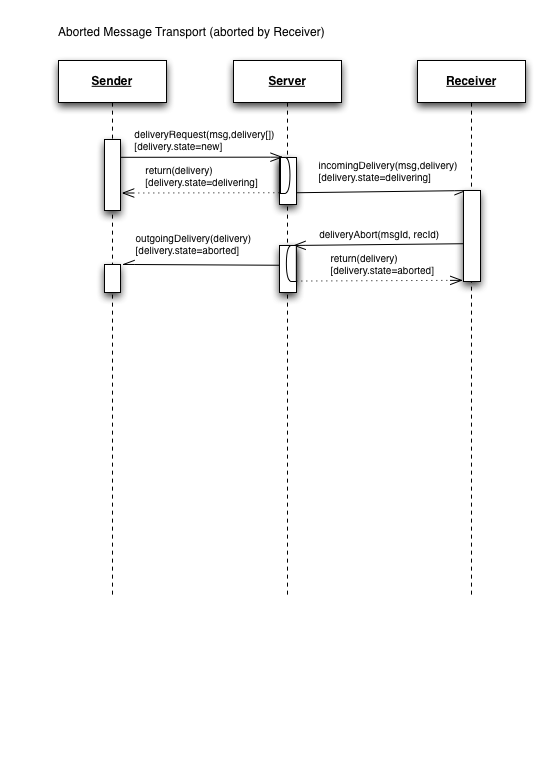 Aborted Message Transport (aborted by Receiver)
Sender
Server
Receiver
deliveryRequest(msg,delivery[])
[delivery.state=new]
return(delivery)
[delivery.state=delivering]
incomingDelivery(msg,delivery)
[delivery.state=delivering]
deliveryAbort(msgId, recId)
outgoingDelivery(delivery)
[delivery.state=aborted]
return(delivery)
[delivery.state=aborted]